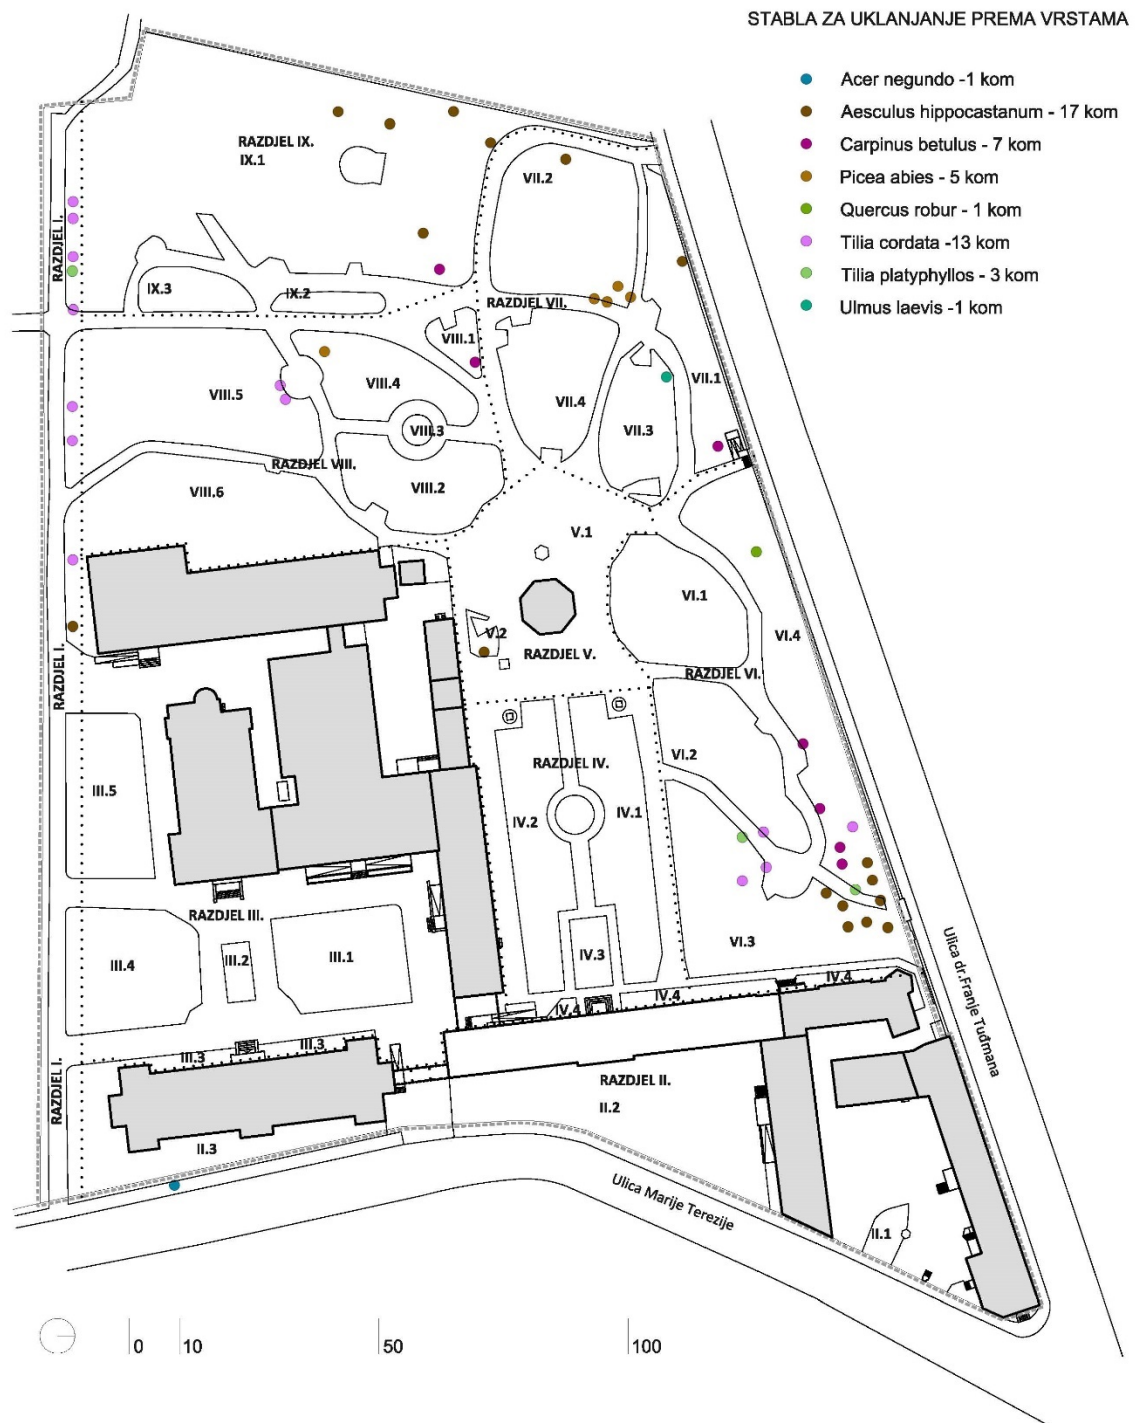 STABLA ZA UKLANJANJE PREMA VRSTAMA
Acer negundo -1 kom
Aesculus hippocastanum - 17 kom
Carpinus betulus - 7 kom
Picea abies - 5 kom
Quercus robur - 1 kom
Tilia cordata -13 kom
Tilia platyphyllos - 3 kom
Ulmus laevis -1 kom
RAZDJEL IX.
IX.1
VII.2
RAZDJEL I.
IX.3
IX.2
RAZDJEL VII.
VIII.1
VIII.4
VIII.5
VII.1
VII.4
VII.3
VIII.3
RAZDJEL VIII.
VIII.2
VIII.6
V.1
VI.1
V.2
VI.4
RAZDJEL V.
RAZDJEL I.
RAZDJEL VI.
VI.2
RAZDJEL IV.
III.5
IV.2
IV.1
RAZDJEL III.
VI.3
III.4
III.2
III.1
IV.3
IV.4
IV.4
IV.4
Ulica dr.Franje Tuđmana
III.3
III.3
RAZDJEL I.
RAZDJEL II.
II.2
II.3
Ulica Marije Terezije
II.1
0
10
50
100